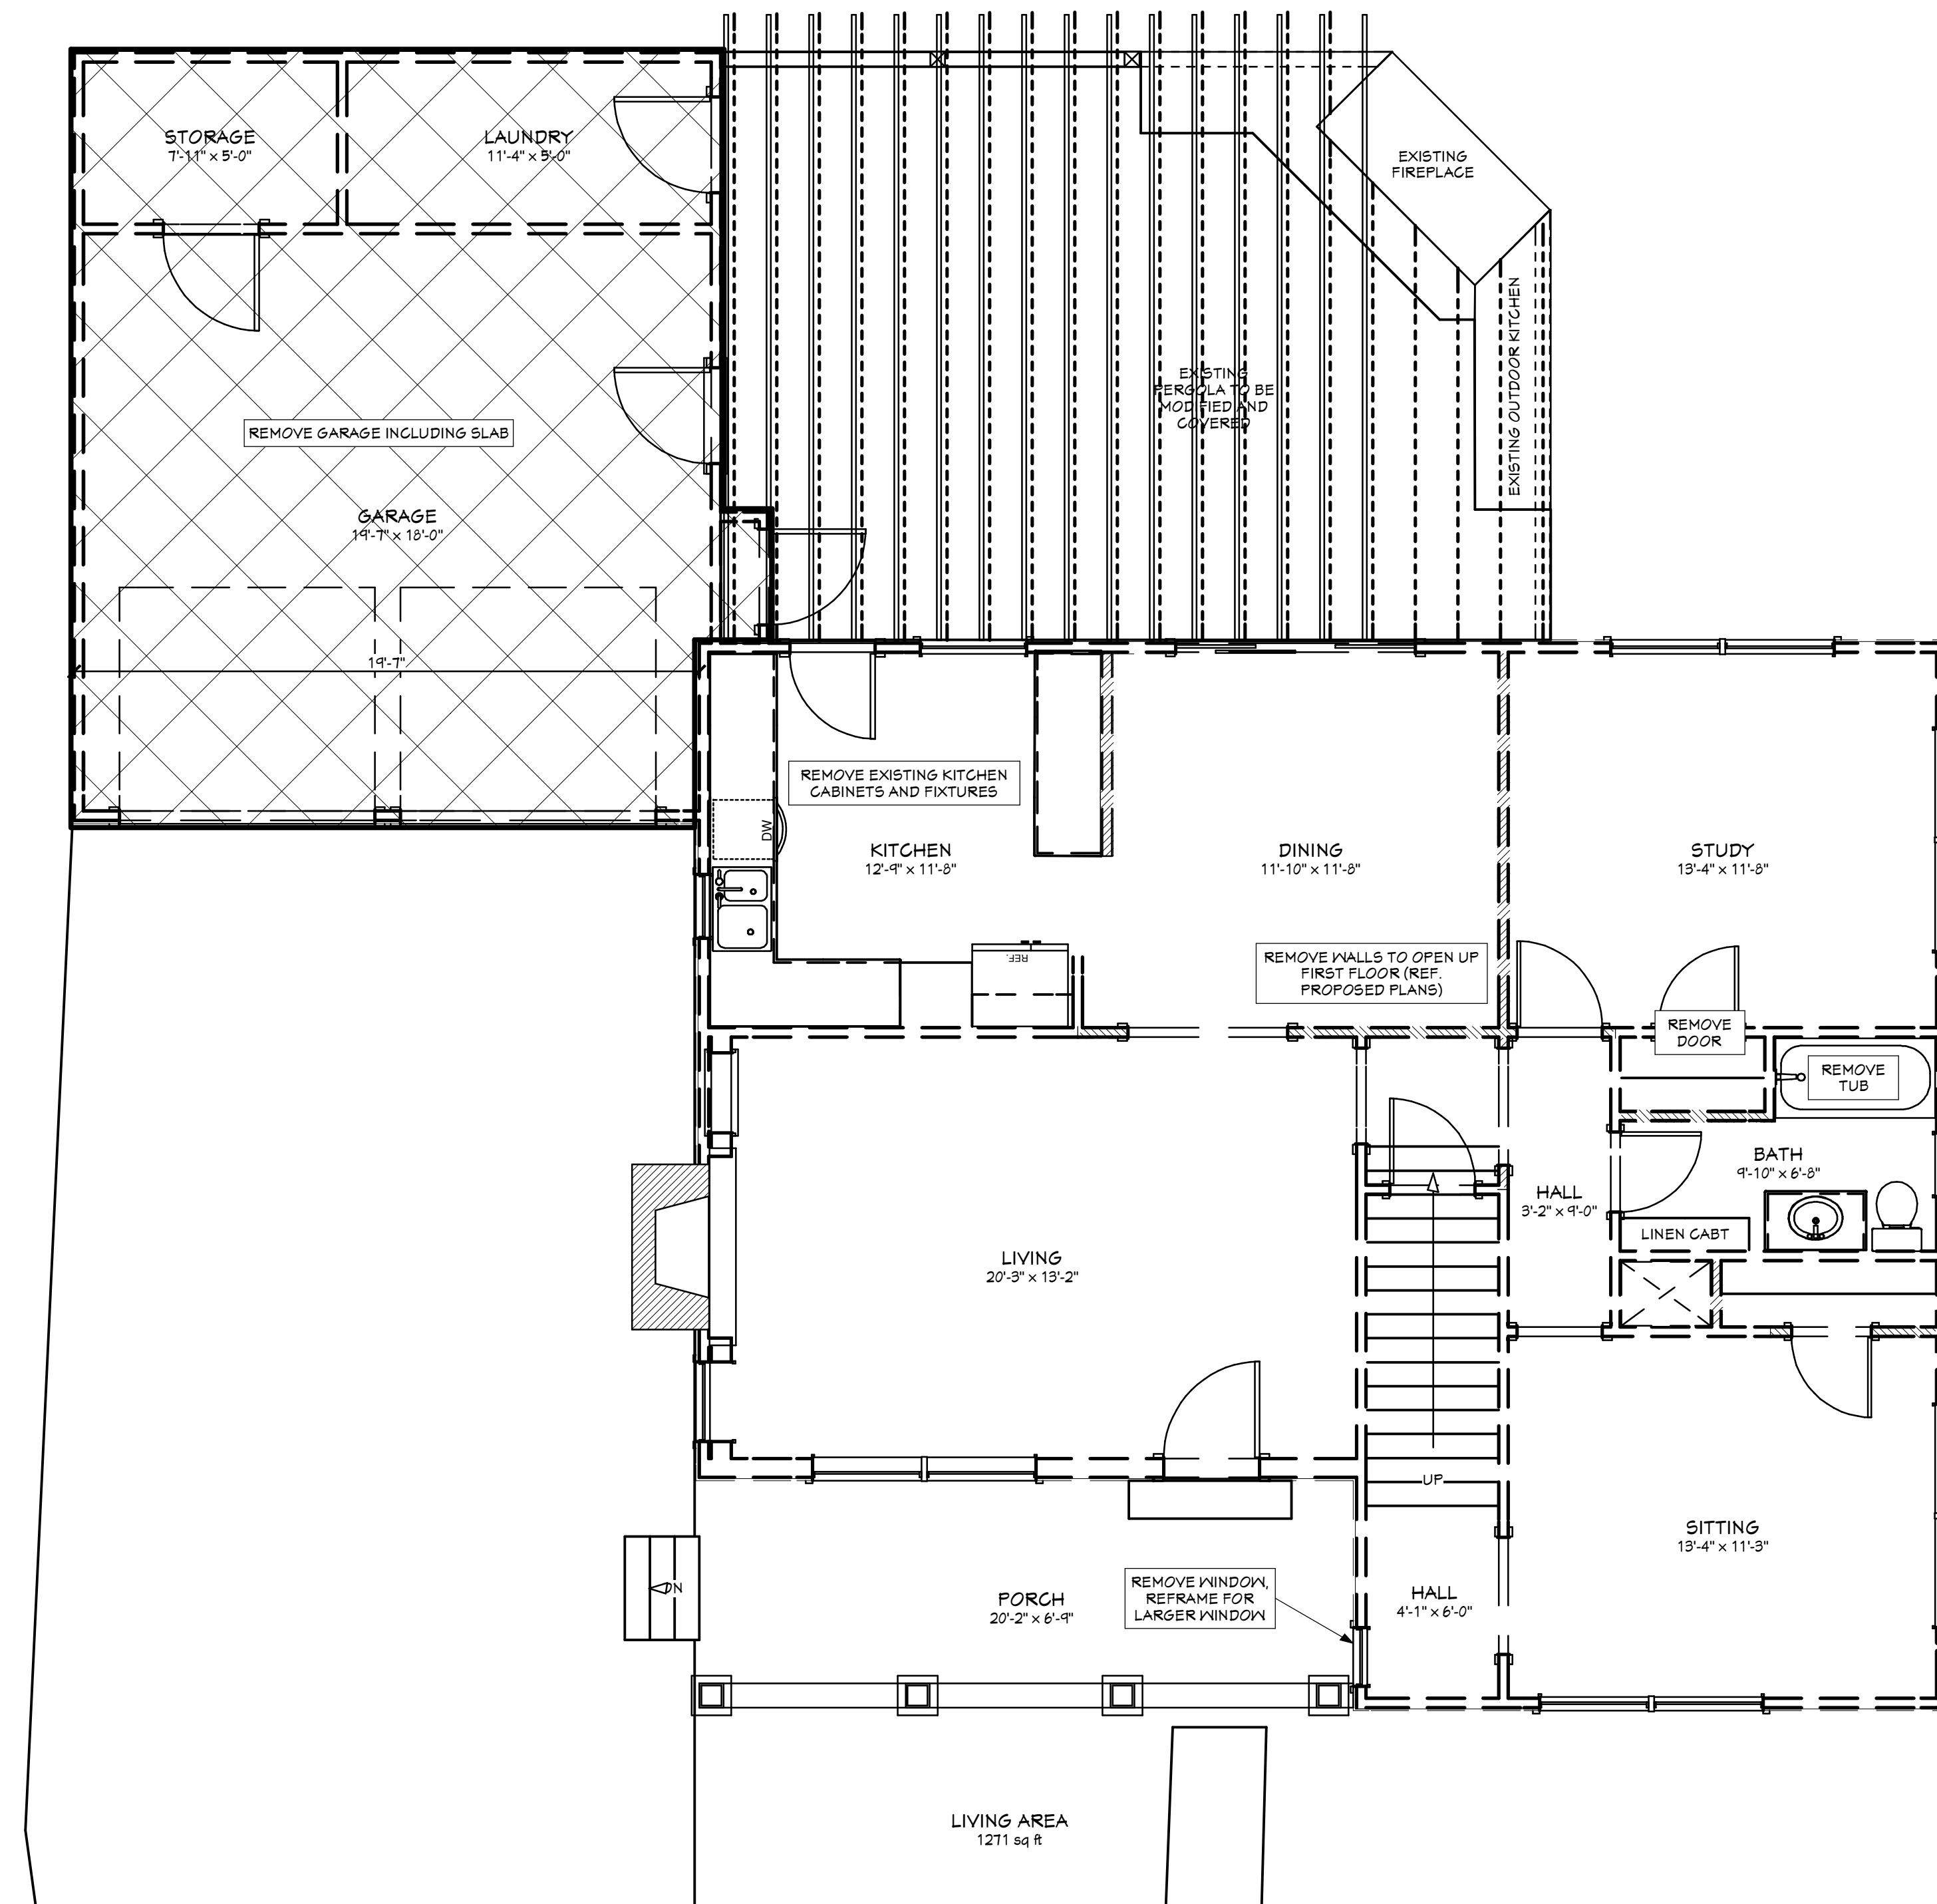 STORAGE
7'-11" x 5'-0"
LAUNDRY
11'-4" x 5'-0"
EXISTING
FIREPLACE
EXISTING OUTDOOR KITCHEN
EXISTING
PERGOLA TO BE
MODIFIED AND
COVERED
REMOVE GARAGE INCLUDING SLAB
GARAGE
19'-7" x 18'-0"
19'-7"
REMOVE EXISTING KITCHEN
CABINETS AND FIXTURES
DW
KITCHEN
12'-9" x 11'-8"
DINING
11'-10" x 11'-8"
STUDY
13'-4" x 11'-8"
REF.
REMOVE WALLS TO OPEN UP
FIRST FLOOR (REF.
PROPOSED PLANS)
REMOVE
DOOR
REMOVE
TUB
BATH
9'-10" x 6'-8"
HALL
3'-2" x 9'-0"
LINEN CABT
LIVING
20'-3" x 13'-2"
UP
SITTING
13'-4" x 11'-3"
DN
PORCH
20'-2" x 6'-9"
REMOVE WINDOW,
REFRAME FOR
LARGER WINDOW
HALL
4'-1" x 6'-0"
LIVING AREA
1271 sq ft